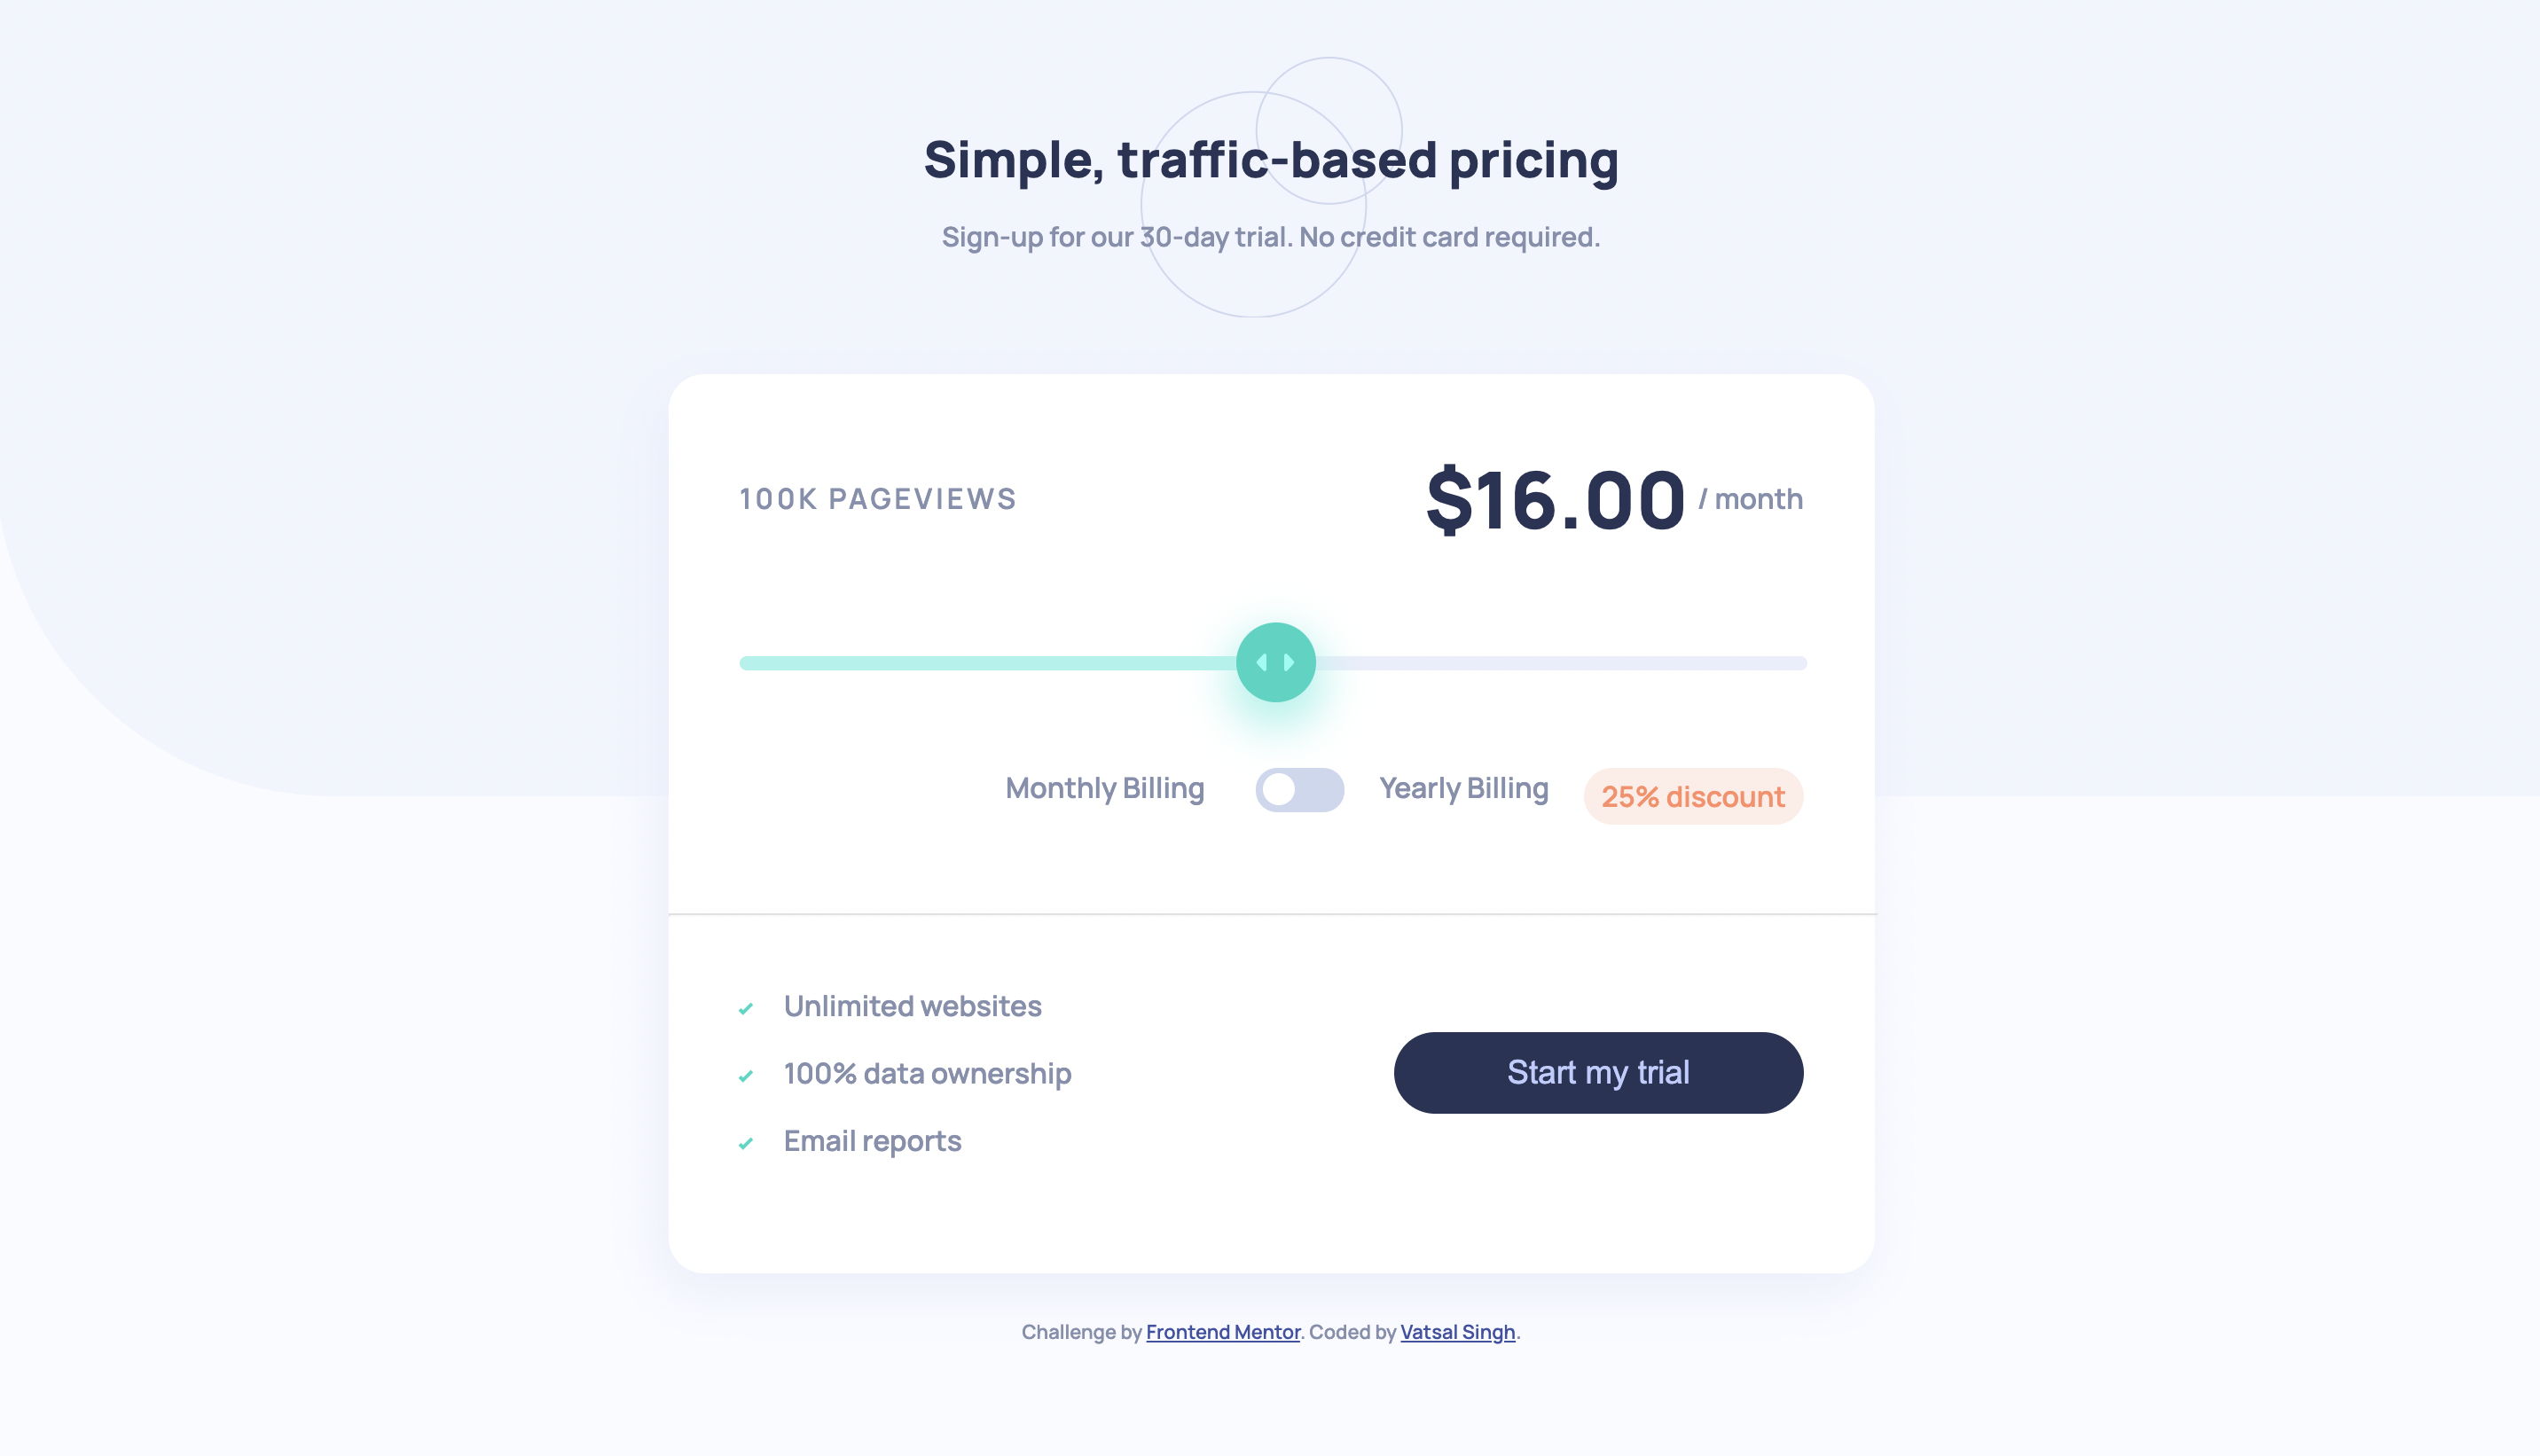 Simple, traffic-based pricing
Sign-up for our 30-day trial. No credit card required.
100K PAGEVIEWS
$16.00 / month
Monthly Billing
Yearly Billing
25% discount
Unlimited websites
100% data ownership
Email reports
Start my trial
Challenge by Frontend Mentor. Coded by Vatsal Singh.